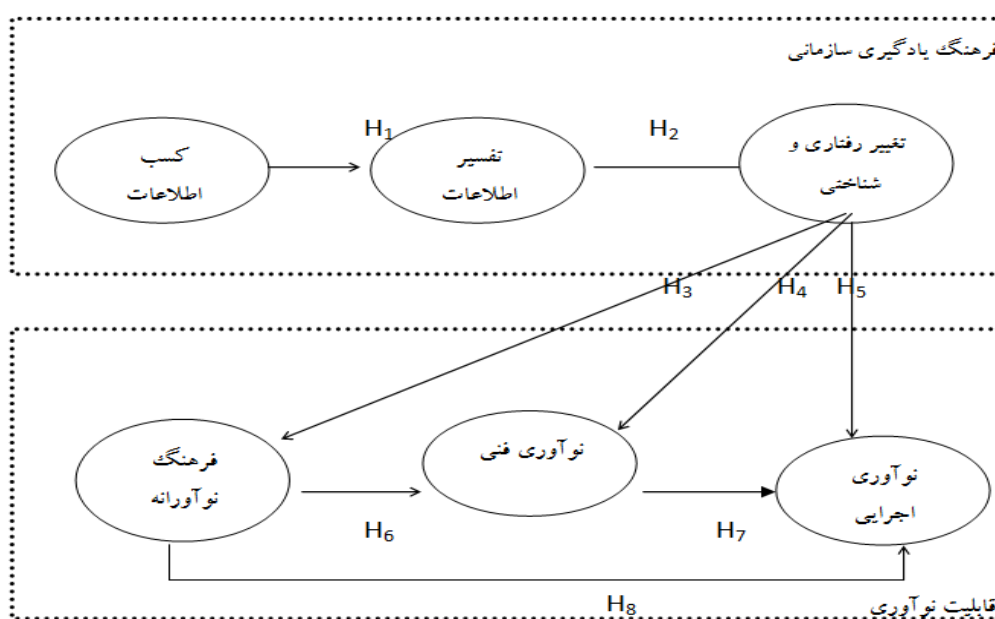 فرهنگ یادگیری سازمانی
H₁
H₂
کسب
اطلاعات
تفسیر
اطلاعات
تغییر رفتاری و
شناختی
H₃
H₄
H₅
فرهنگ
نوآورانه
نوآوری فنی
نوآوری
اجرایی
H₆
H₇
H₈
قابلیت نوآوری